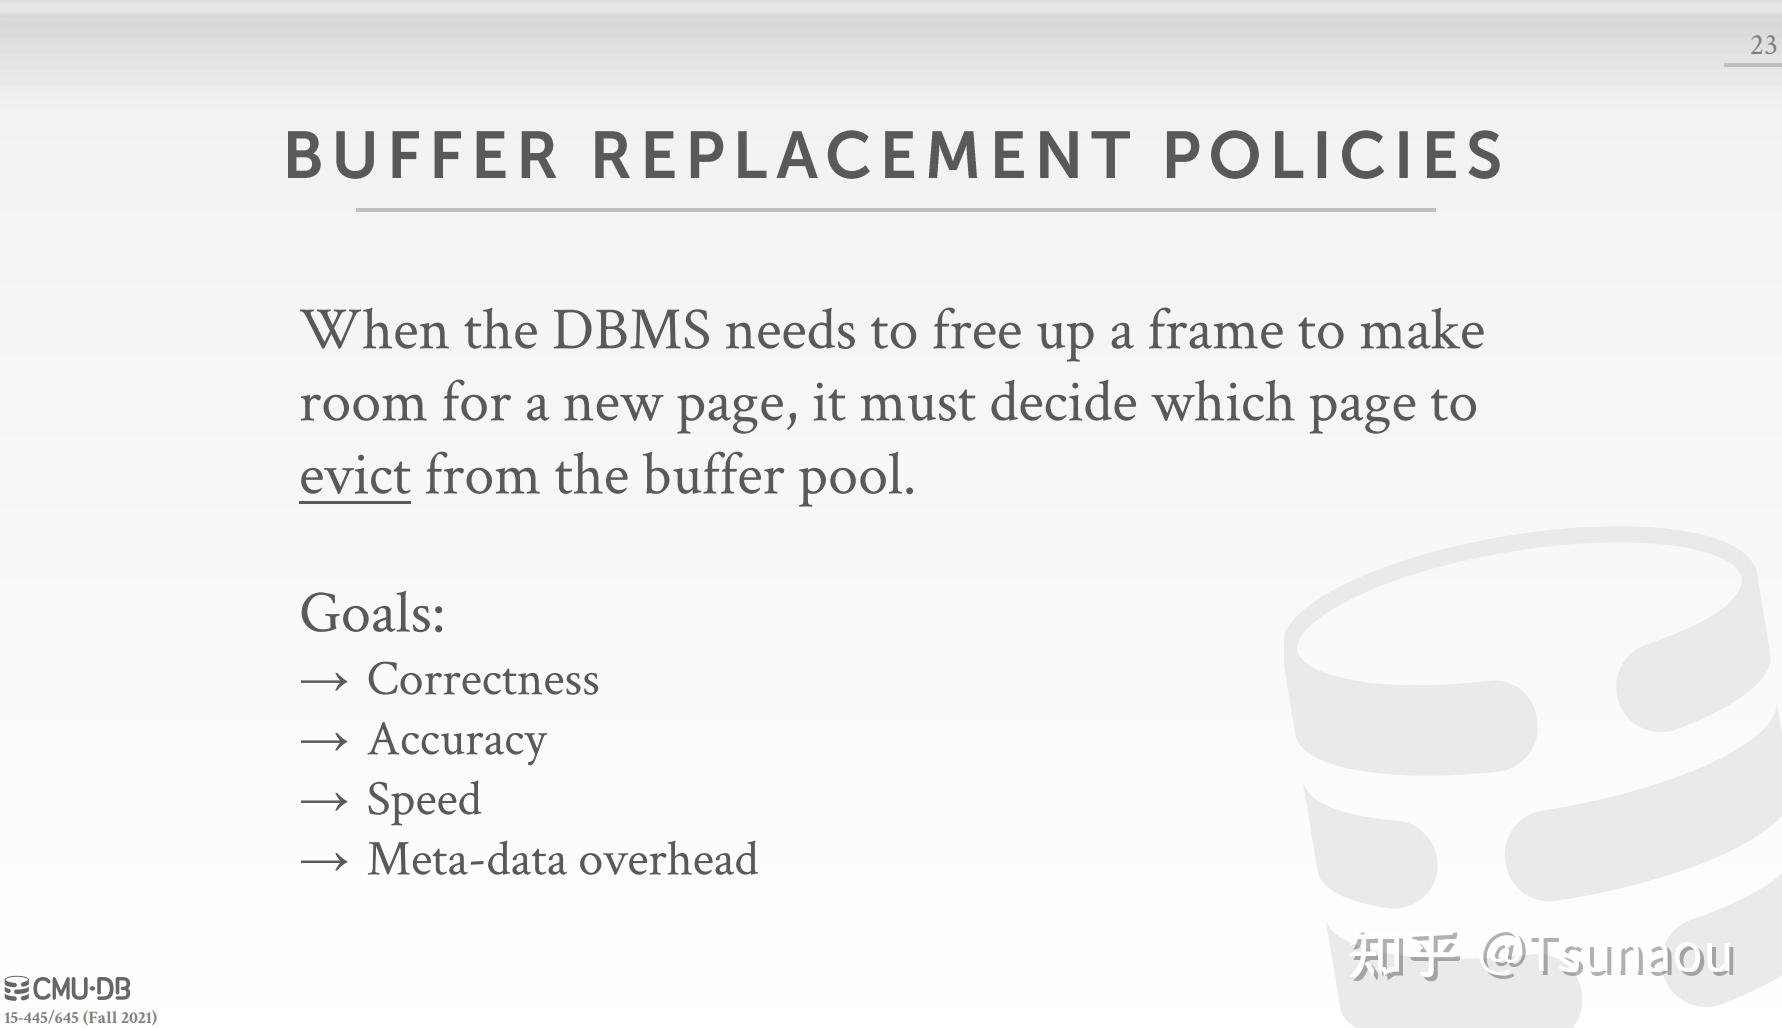 23
BUFFER REPLACEMENT POLICIES
When the DBMS needs to free up a frame to make
room for a new page, it must decide which page to
evict from the buffer pool.
Goals:
→ Correctness
→ Accuracy
→ Speed
→ Meta-data overhead
知乎 @Tsunaou
CMU·DB
15-445/645 (Fall 2021)